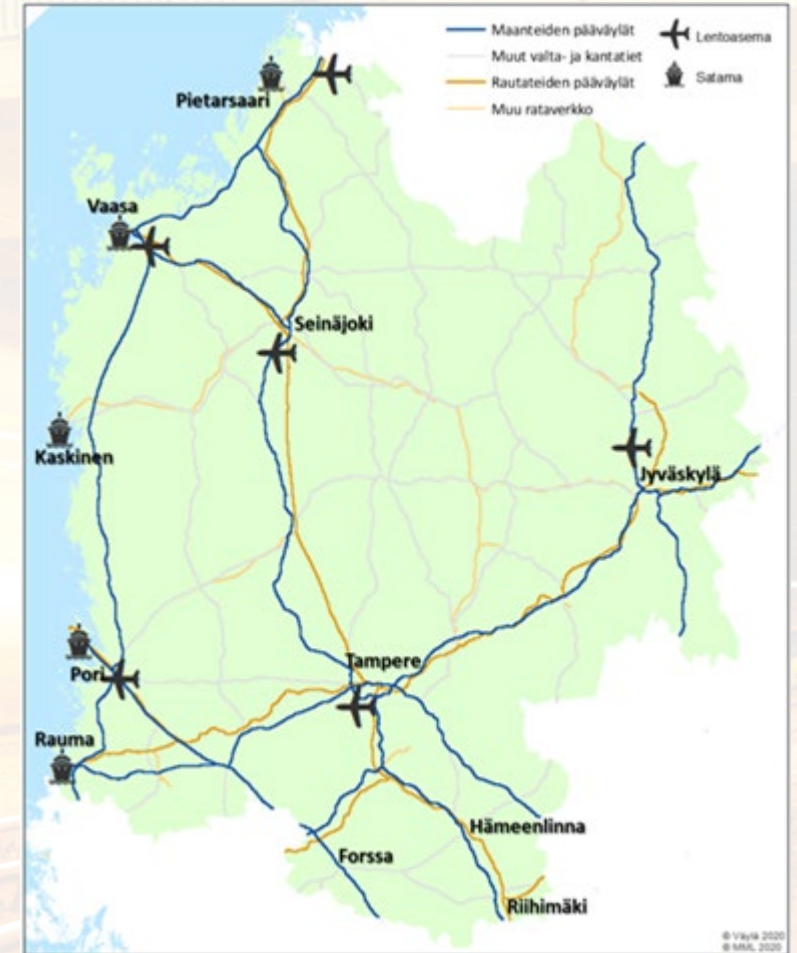 Maanteiden pääväylät
Muut valta- ja kantatiet
Rautateiden pääväylät
Muu rataverkko
Lentoasema
Satama
Pietarsaari
Vaasa
Seinäjoki
Kaskinen
Jyväskylä
Tampere
Pori
Rauma
Hämeenlinna
Forssa
Riihimäki
© Väylä 2020
© MML 2020